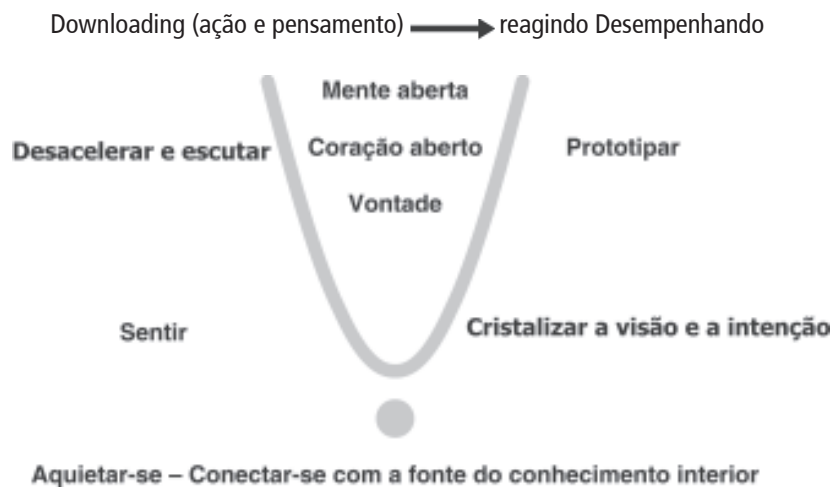 Downloading (ação e pensamento) reagindo Desempenhando
Mente aberta
Desacelerar e escutar
Coração aberto
Prototipar
Vontade
Sentir
Cristalizar a visão e a intenção
Aquietar-se – Conectar-se com a fonte do conhecimento interior